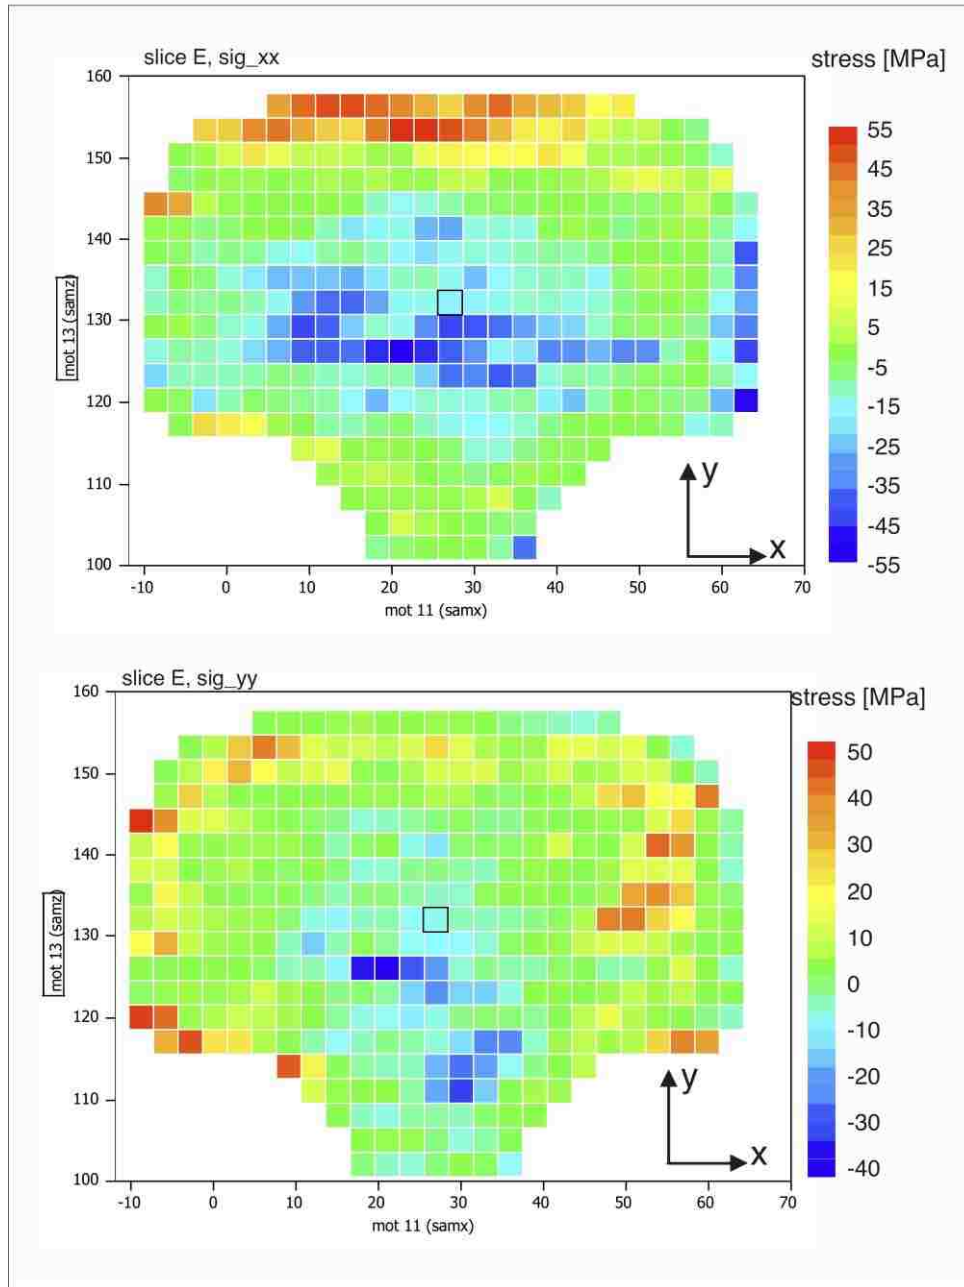 slice E, sig_xx
stress [MPa]
160
150
140
130
120
110
100
mot 13 (samz)
-10 0 10 20 30 40 50 60 70
mot 11 (samx)
y
x
55
45
35
25
15
5
-5
-15
-25
-35
-45
-55
slice E, sig_yy
stress [MPa]
160
150
140
130
120
110
100
mot 13 (samz)
-10 0 10 20 30 40 50 60 70
mot 11 (samx)
y
x
50
40
30
20
10
0
-10
-20
-30
-40